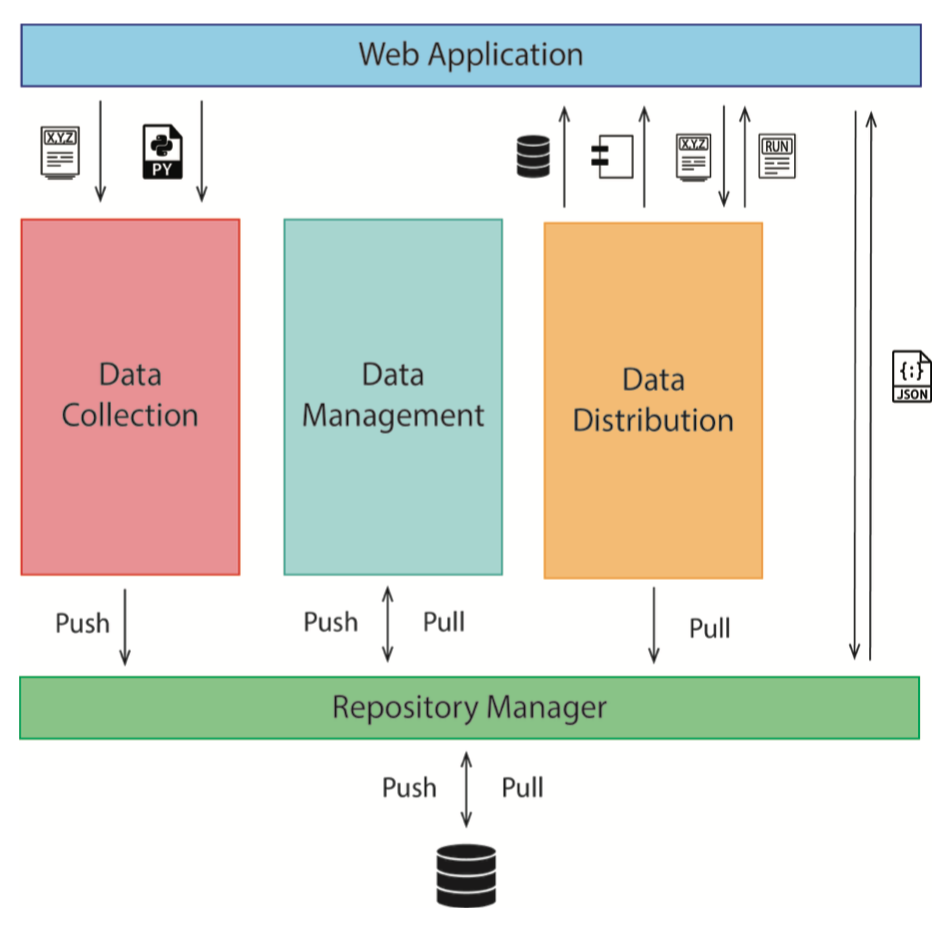 Web Application
X,Y,Z
PY
X,Y,Z
RUN
Data
Collection
Data
Management
Data
Distribution
{:}
JSON
Push
Push
Pull
Pull
Repository Manager
Push
Pull